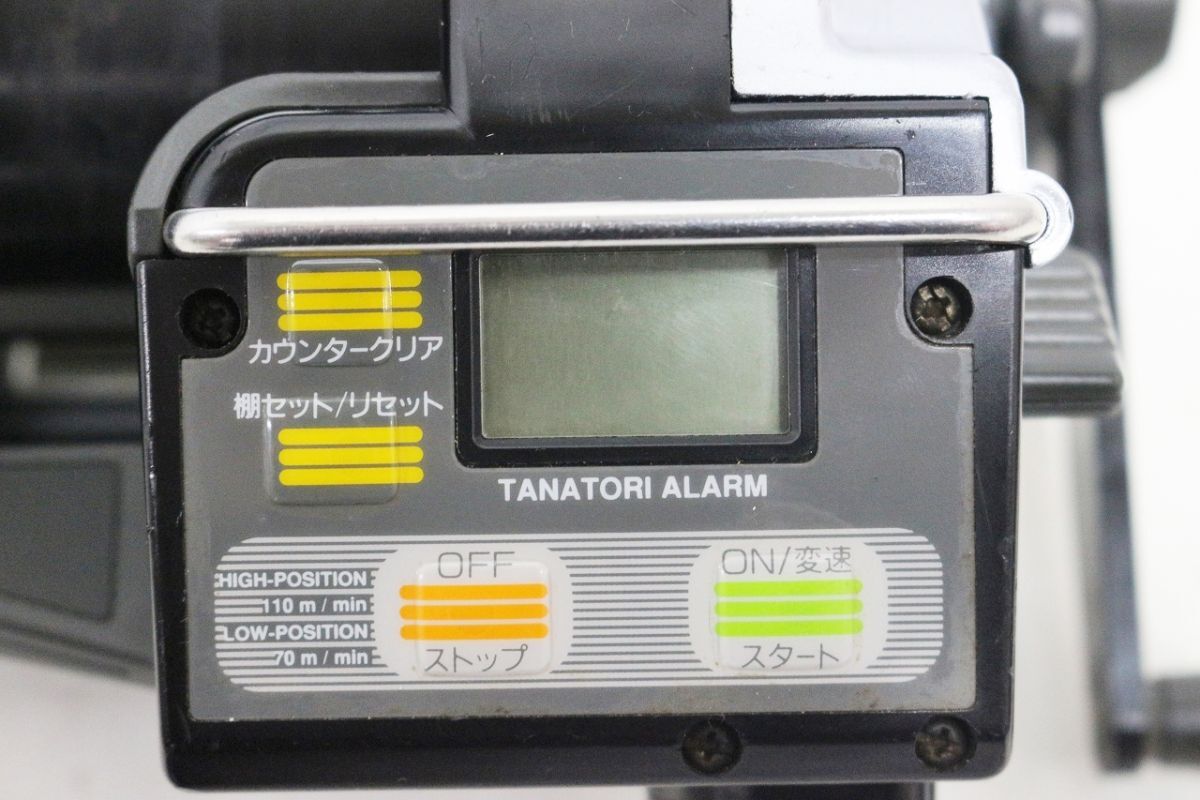 カウンタークリア
棚セット/リセット
TANATORI ALARM
HIGH-POSITION
110 m / min
LOW-POSITION
70 m / min
OFF
ストップ
ON/変速
スタート